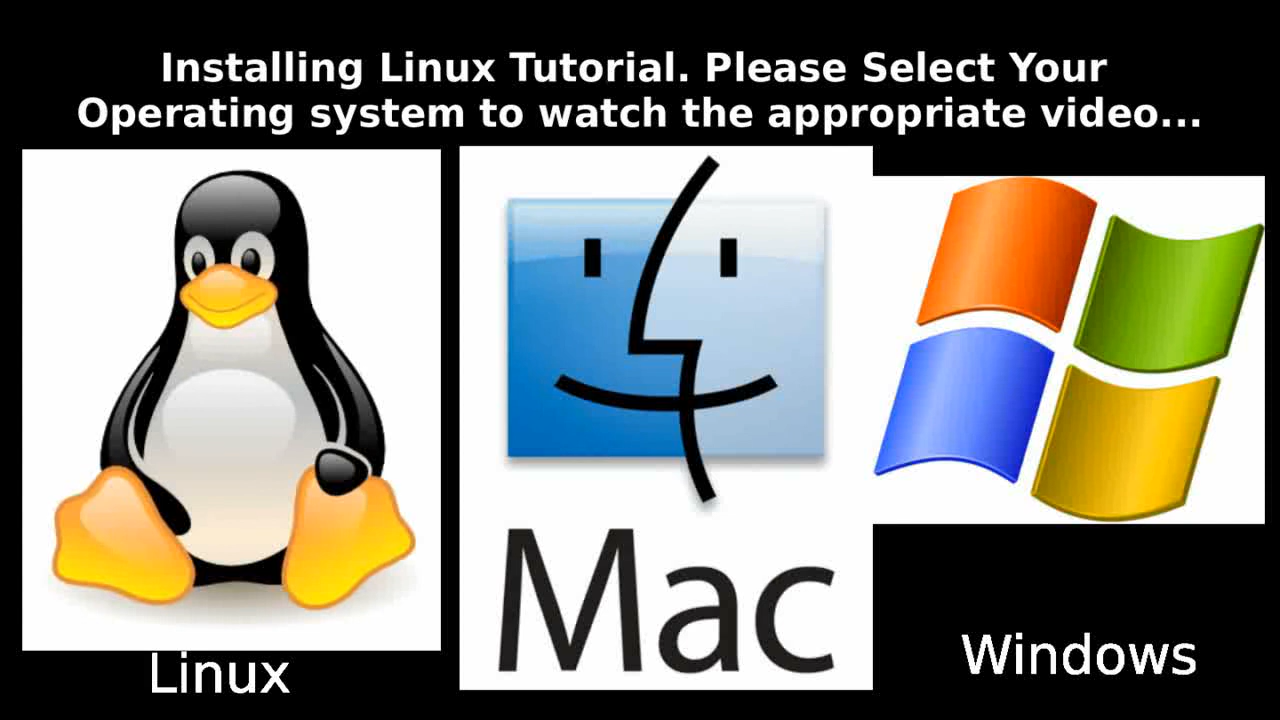 Installing Linux Tutorial. Please Select Your
Operating system to watch the appropriate video...
Linux
Mac
Windows